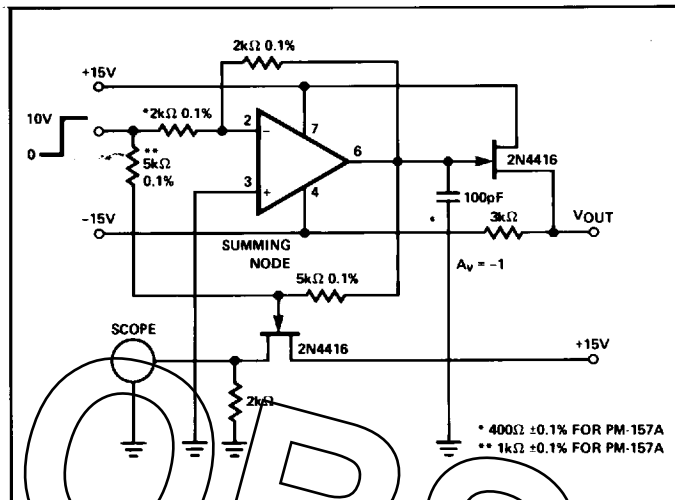 2kΩ 0.1%
+15V
10V
*2kΩ 0.1%
2
7
0
**
5kΩ
0.1%
6
2N4416
3
4
100pF
*
-15V
3kΩ
VOUT
SUMMING
NODE
AV = -1
5kΩ 0.1%
SCOPE
2N4416
+15V
2kΩ
* 400Ω ±0.1% FOR PM-157A
** 1kΩ ±0.1% FOR PM-157A